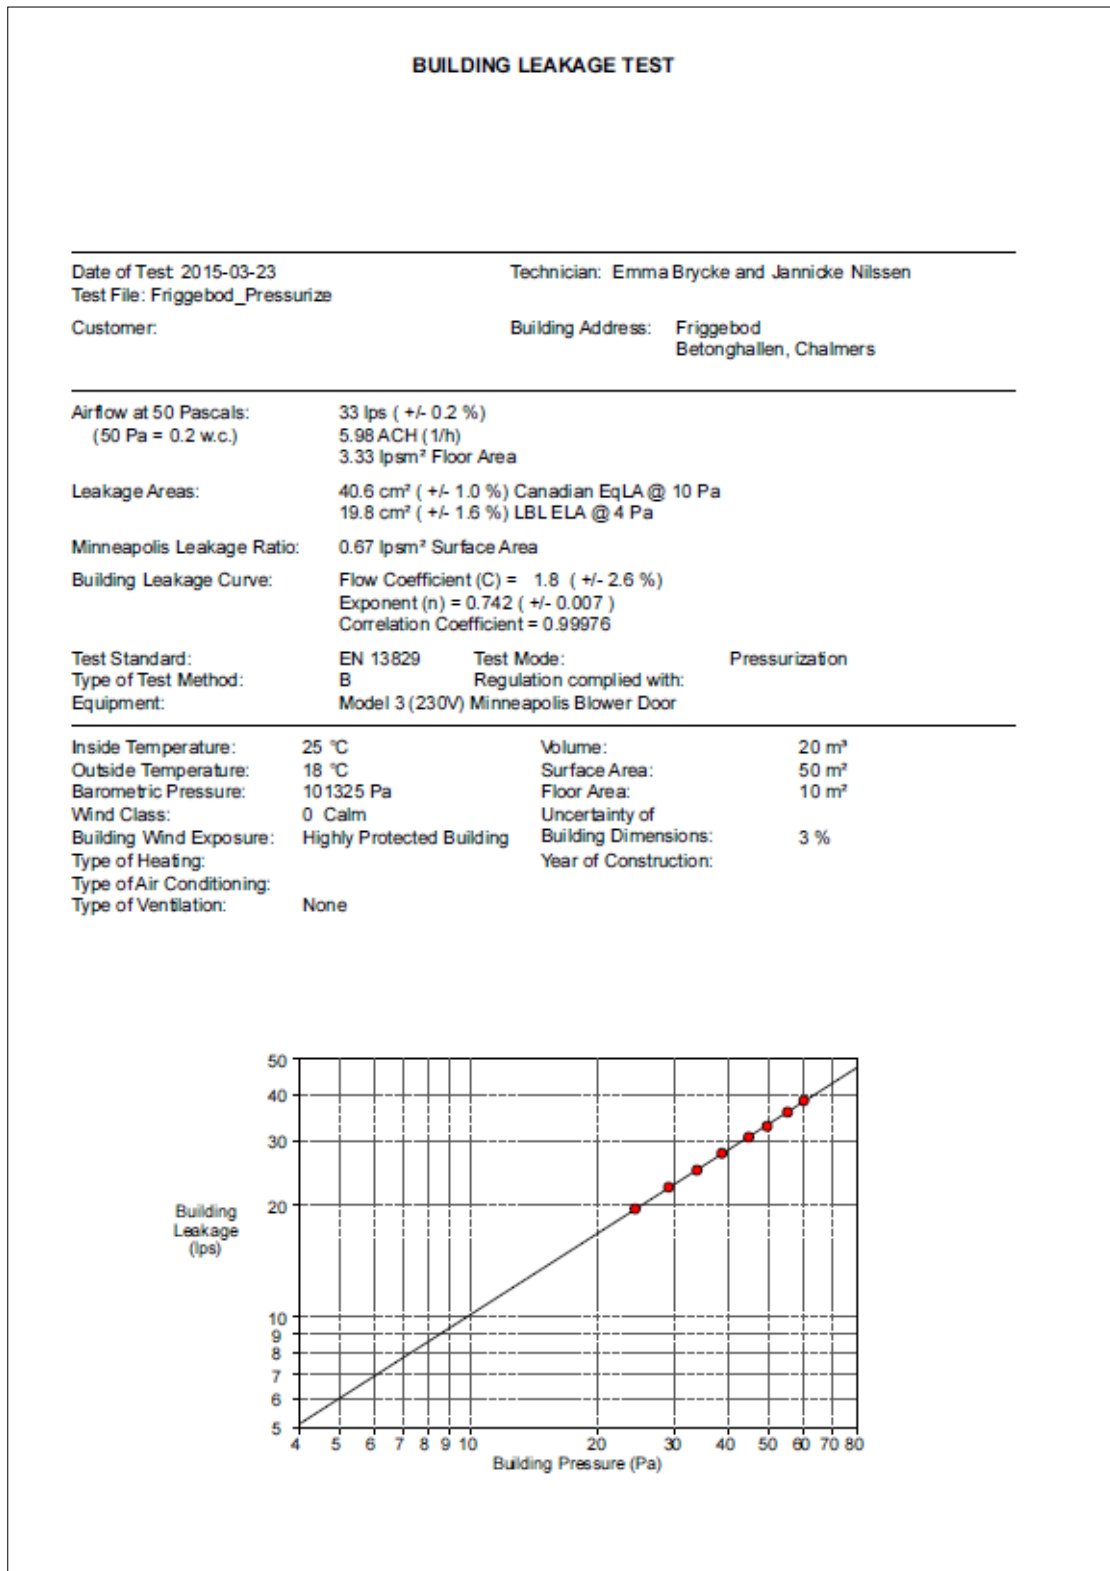 BUILDING LEAKAGE TEST
Date of Test: 2015-03-23 Technician: Emma Brycke and Jannicke Nilssen
Test File: Friggebod_Pressurize
Customer: Building Address: Friggebod
Betonghallen, Chalmers
Airflow at 50 Pascals: 33 lps ( +/- 0.2 %)
(50 Pa = 0.2 w.c.) 5.98 ACH (1/h)
3.33 lpsm² Floor Area
Leakage Areas: 40.6 cm² ( +/- 1.0 %) Canadian EqLA @ 10 Pa
19.8 cm² ( +/- 1.6 %) LBL ELA @ 4 Pa
Minneapolis Leakage Ratio: 0.67 lpsm² Surface Area
Building Leakage Curve: Flow Coefficient (C) = 1.8 ( +/- 2.6 %)
Exponent (n) = 0.742 ( +/- 0.007 )
Correlation Coefficient = 0.99976
Test Standard: EN 13829 Test Mode: Pressurization
Type of Test Method: B Regulation complied with:
Equipment: Model 3 (230V) Minneapolis Blower Door
Inside Temperature: 25 °C Volume: 20 m³
Outside Temperature: 18 °C Surface Area: 50 m²
Barometric Pressure: 101325 Pa Floor Area: 10 m²
Wind Class: 0 Calm Uncertainty of
Building Wind Exposure: Highly Protected Building Building Dimensions: 3 %
Type of Heating: Year of Construction:
Type of Air Conditioning:
Type of Ventilation: None
50
40
30
20
10
9
8
7
6
5
Building
Leakage
(lps)
4 5 6 7 8 9 10 20 30 40 50 60 70 80
Building Pressure (Pa)